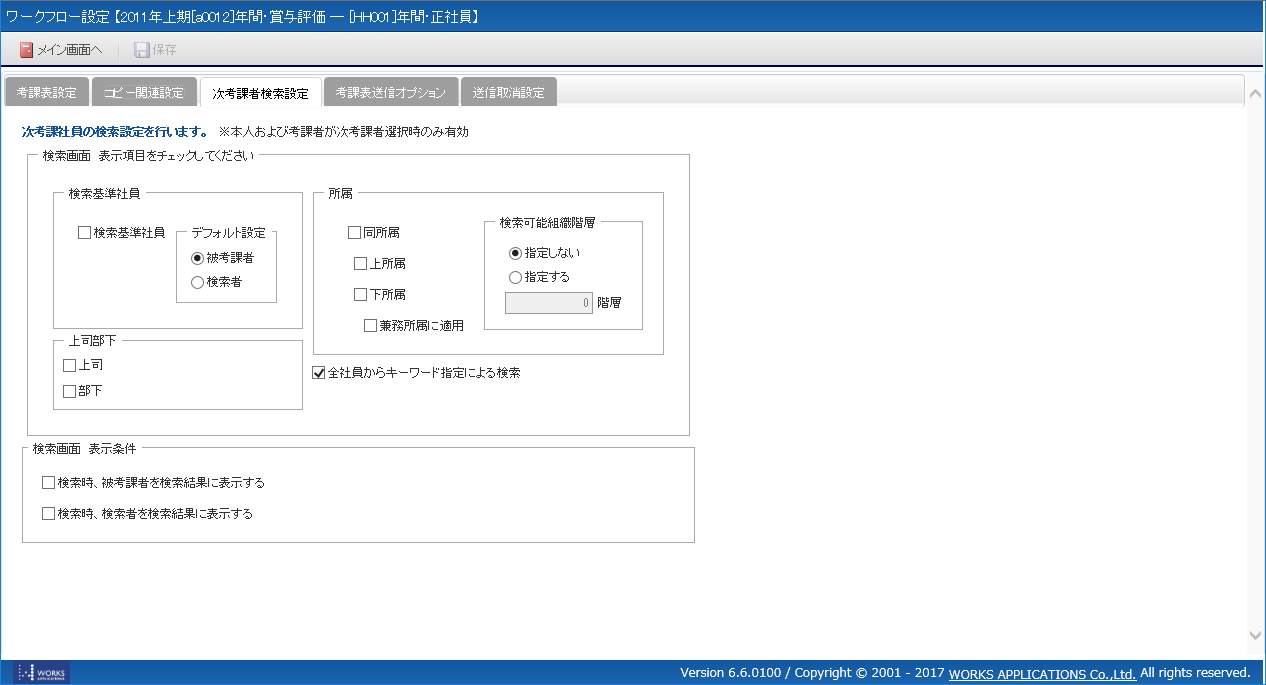 ワークフロー設定【2011年上期[a0012]年間・賞与評価 ― [HH001]年間・正社員】
メイン画面へ 保存
考課表設定 コピー関連設定 次考課者検索設定 考課表送信オプション 送信取消設定
次考課社員の検索設定を行います。 ※本人および考課者が次考課者選択時のみ有効
検索画面 表示項目をチェックしてください
検索基準社員
検索基準社員
デフォルト設定
被考課者
検索者
所属
同所属
上所属
下所属
兼務所属に適用
検索可能組織階層
指定しない
指定する
0 階層
上司部下
上司
部下
全社員からキーワード指定による検索
検索画面 表示条件
検索時、被考課者を検索結果に表示する
検索時、検索者を検索結果に表示する
WORKS APPLICATIONS
Version 6.6.0100 / Copyright © 2001 - 2017 WORKS APPLICATIONS Co.,Ltd. All rights reserved.